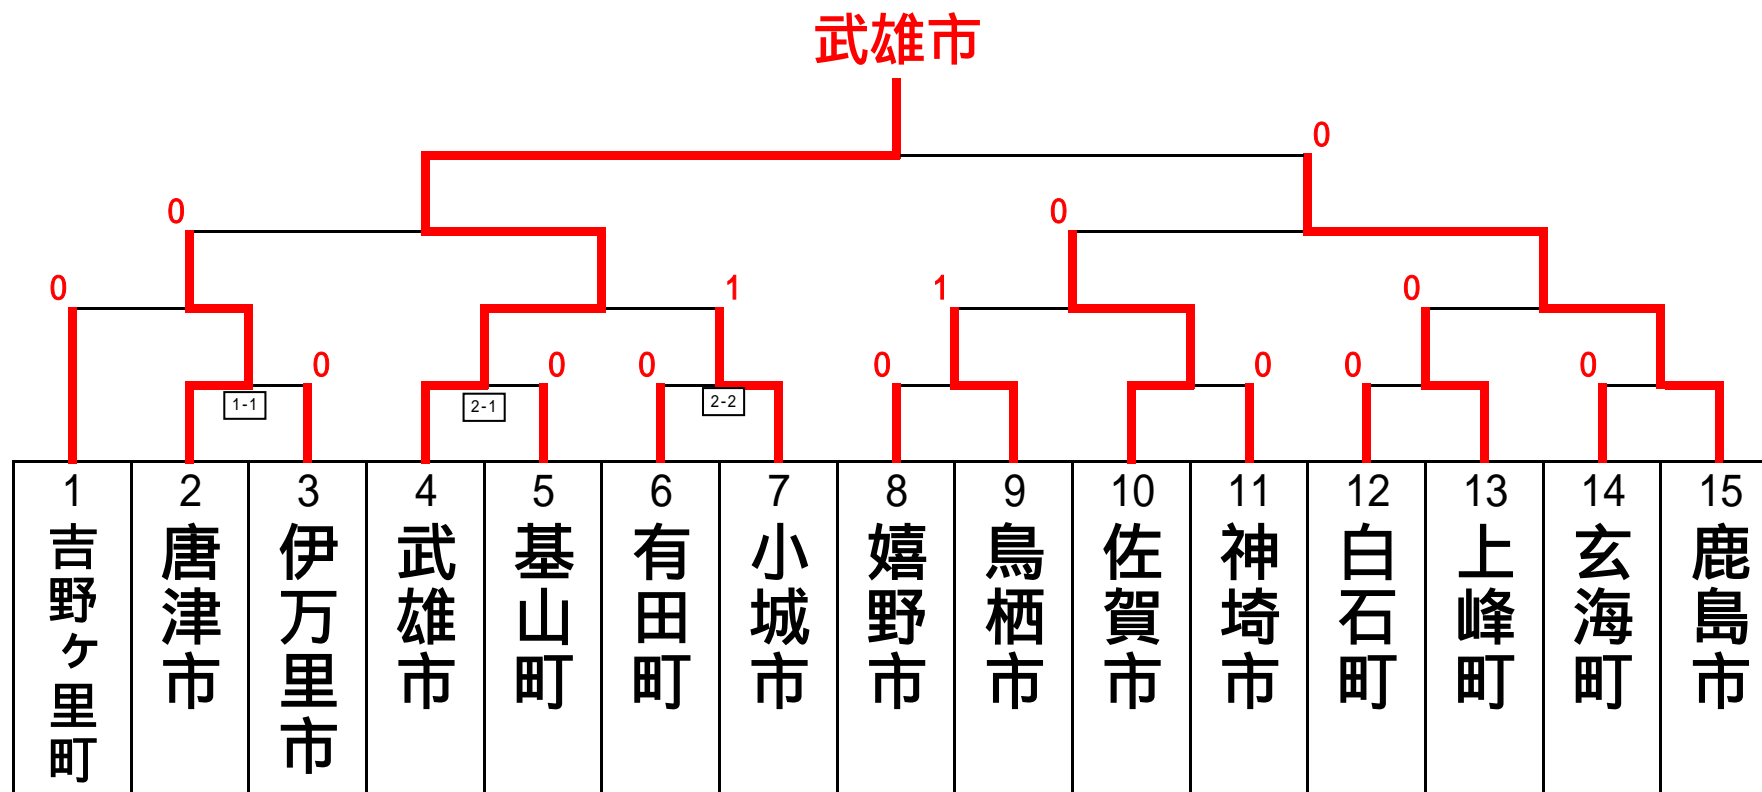 武雄市
0
0
0
0
1
1
0
0
0
0
0
0
0
0
1-1
2-1
2-2
1
2
3
4
5
6
7
8
9
10
11
12
13
14
15
吉野ヶ里町
唐津市
伊万里市
武雄市
基山町
有田町
小城市
嬉野市
鳥栖市
佐賀市
神埼市
白石町
上峰町
玄海町
鹿島市